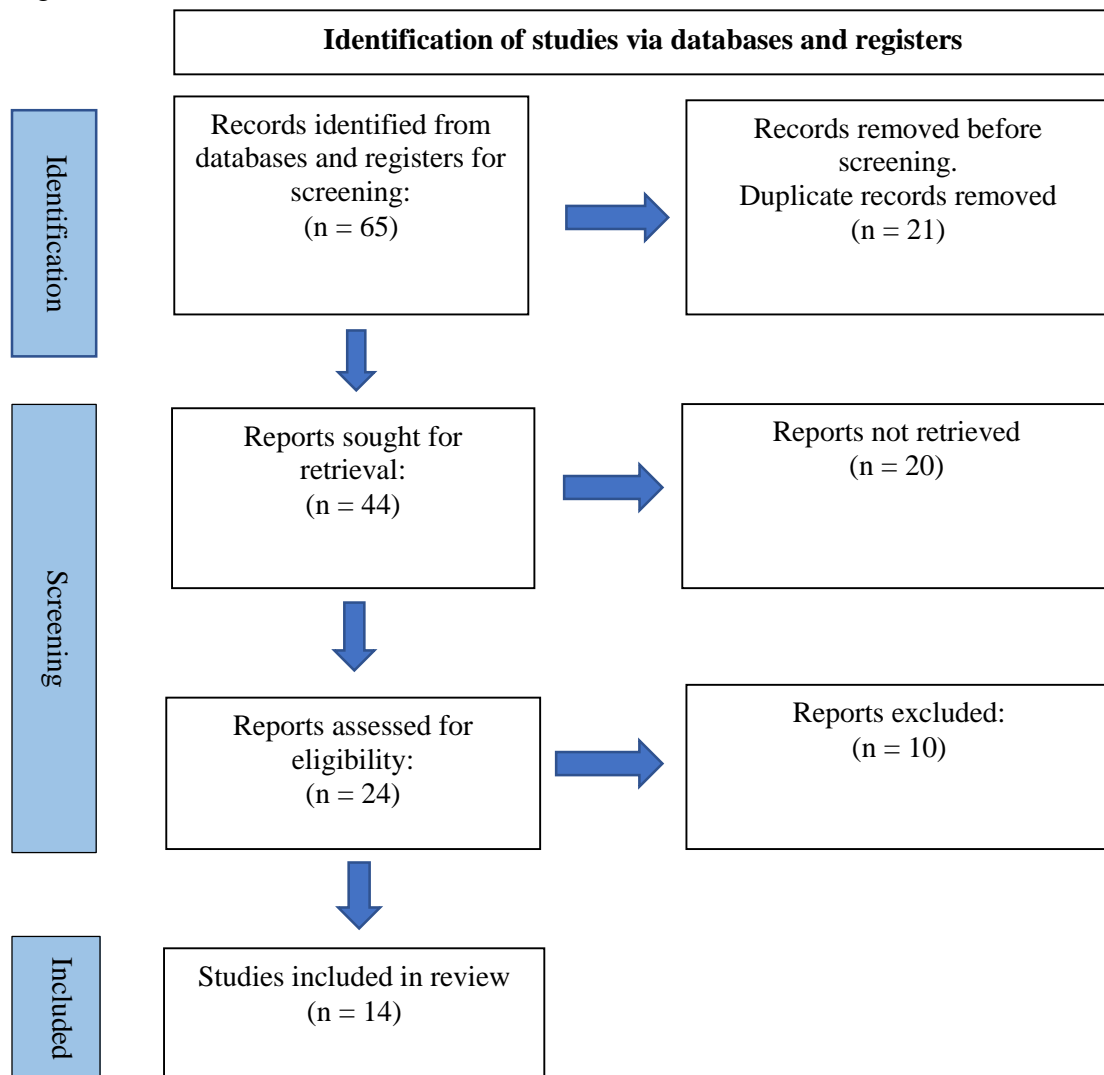 Identification of studies via databases and registers
Identification
Records identified from
databases and registers for
screening:
(n = 65)
Records removed before
screening.
Duplicate records removed
(n = 21)
Screening
Reports sought for
retrieval:
(n = 44)
Reports not retrieved
(n = 20)
Reports assessed for
eligibility:
(n = 24)
Reports excluded:
(n = 10)
Included
Studies included in review
(n = 14)